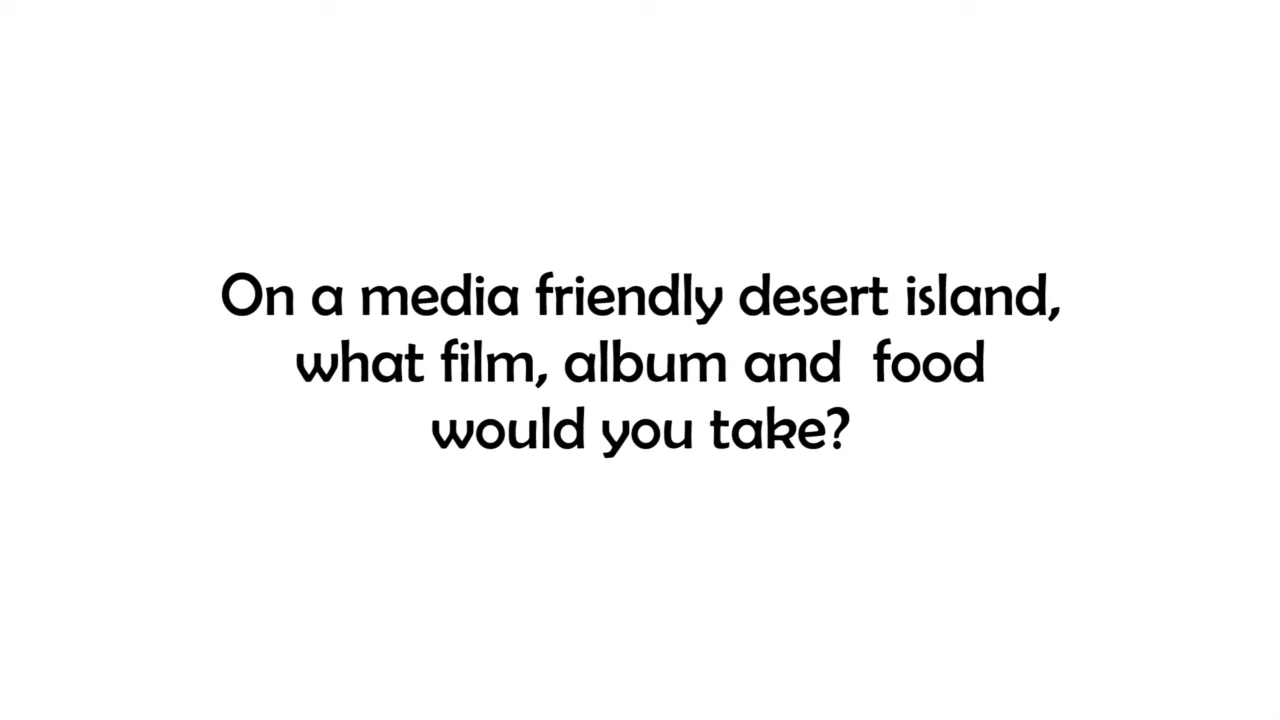 On a media friendly desert island,
what film, album and  food
would you take?